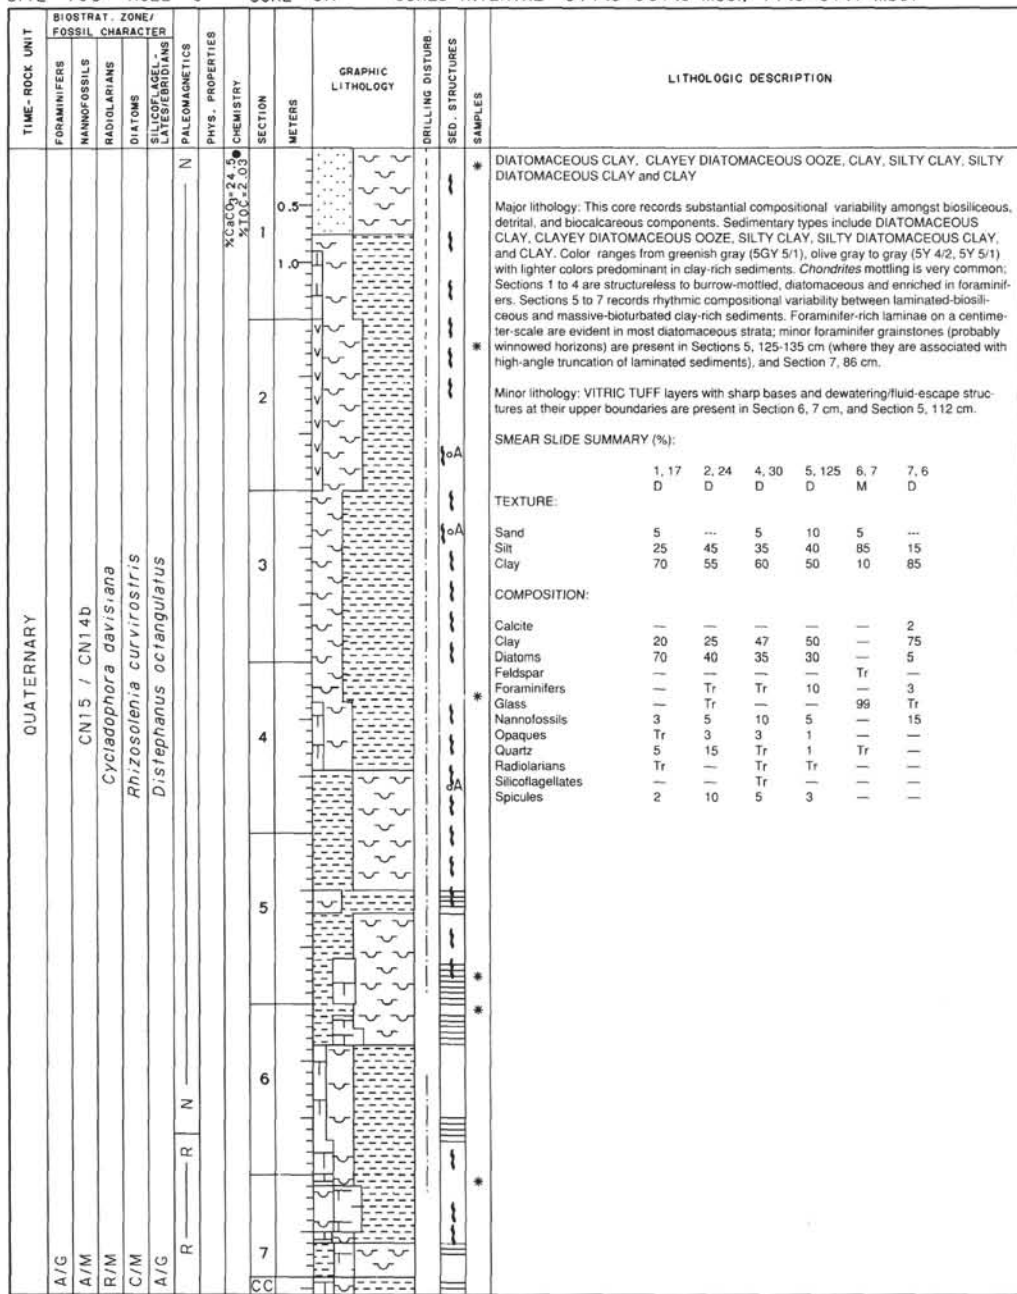 BIOSTRAT. ZONE/
FOSSIL CHARACTER
TIME-ROCK UNIT
FORAMINIFERS
NANNOFOSSILS
RADIOLARIANS
DIATOMS
SILICOFLAGEL-
LATES/EBRIDIANS
PALEOMAGNETICS
PHYS. PROPERTIES
CHEMISTRY
SECTION
METERS
GRAPHIC
LITHOLOGY
DRILLING DISTURB.
SED. STRUCTURES
SAMPLES
LITHOLOGIC DESCRIPTION
QUATERNARY
A/G
A/M CN15 / CN14b
R/M Cycladophora davisiana
C/M Rhizosolenia curvirostris
A/G Distephanus octangulatus
R R N N
%CaCO3=24.5
%TOC=2.03
1
2
3
4
5
6
7
CC
0.5
1.0
V
V
V
V
V
V
V
A
A
A
*
*
*
*
*
*
DIATOMACEOUS CLAY, CLAYEY DIATOMACEOUS OOZE, CLAY, SILTY CLAY, SILTY
DIATOMACEOUS CLAY and CLAY
Major lithology: This core records substantial compositional variability amongst biosiliceous,
detrital, and biocalcareous components. Sedimentary types include DIATOMACEOUS
CLAY, CLAYEY DIATOMACEOUS OOZE, SILTY CLAY, SILTY DIATOMACEOUS CLAY,
and CLAY. Color ranges from greenish gray (5GY 5/1), olive gray to gray (5Y 4/2, 5Y 5/1)
with lighter colors predominant in clay-rich sediments. Chondrites mottling is very common;
Sections 1 to 4 are structureless to burrow-mottled, diatomaceous and enriched in foraminif-
ers. Sections 5 to 7 records rhythmic compositional variability between laminated-biosili-
ceous and massive-bioturbated clay-rich sediments. Foraminifer-rich laminae on a centime-
ter-scale are evident in most diatomaceous strata; minor foraminifer grainstones (probably
winnowed horizons) are present in Sections 5, 125-135 cm (where they are associated with
high-angle truncation of laminated sediments), and Section 7, 86 cm.
Minor lithology: VITRIC TUFF layers with sharp bases and dewatering/fluid-escape struc-
tures at their upper boundaries are present in Section 6, 7 cm, and Section 5, 112 cm.
SMEAR SLIDE SUMMARY (%):
1, 17 2, 24 4, 30 5, 125 6, 7 7, 6
D D D D M D
TEXTURE:
Sand 5 --- 5 10 5 ---
Silt 25 45 35 40 85 15
Clay 70 55 60 50 10 85
COMPOSITION:
Calcite — — — — — 2
Clay 20 25 47 50 — 75
Diatoms 70 40 35 30 — 5
Feldspar — — — — Tr —
Foraminifers — Tr Tr 10 — 3
Glass — Tr — — 99 Tr
Nannofossils 3 5 10 5 — 15
Opaques Tr 3 3 1 — —
Quartz 5 15 Tr 1 Tr —
Radiolarians Tr — Tr Tr — —
Silicoflagellates — — Tr — — —
Spicules 2 10 5 3 — —